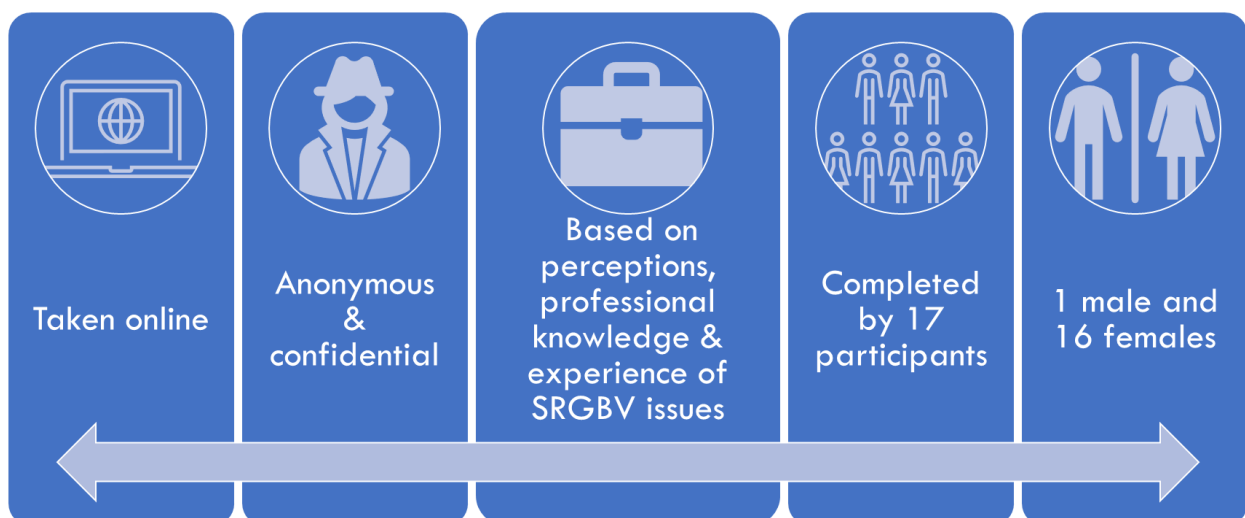 Taken online
Anonymous
&
confidential
Based on
perceptions,
professional
knowledge &
experience of
SRGBV issues
Completed
by 17
participants
1 male and
16 females